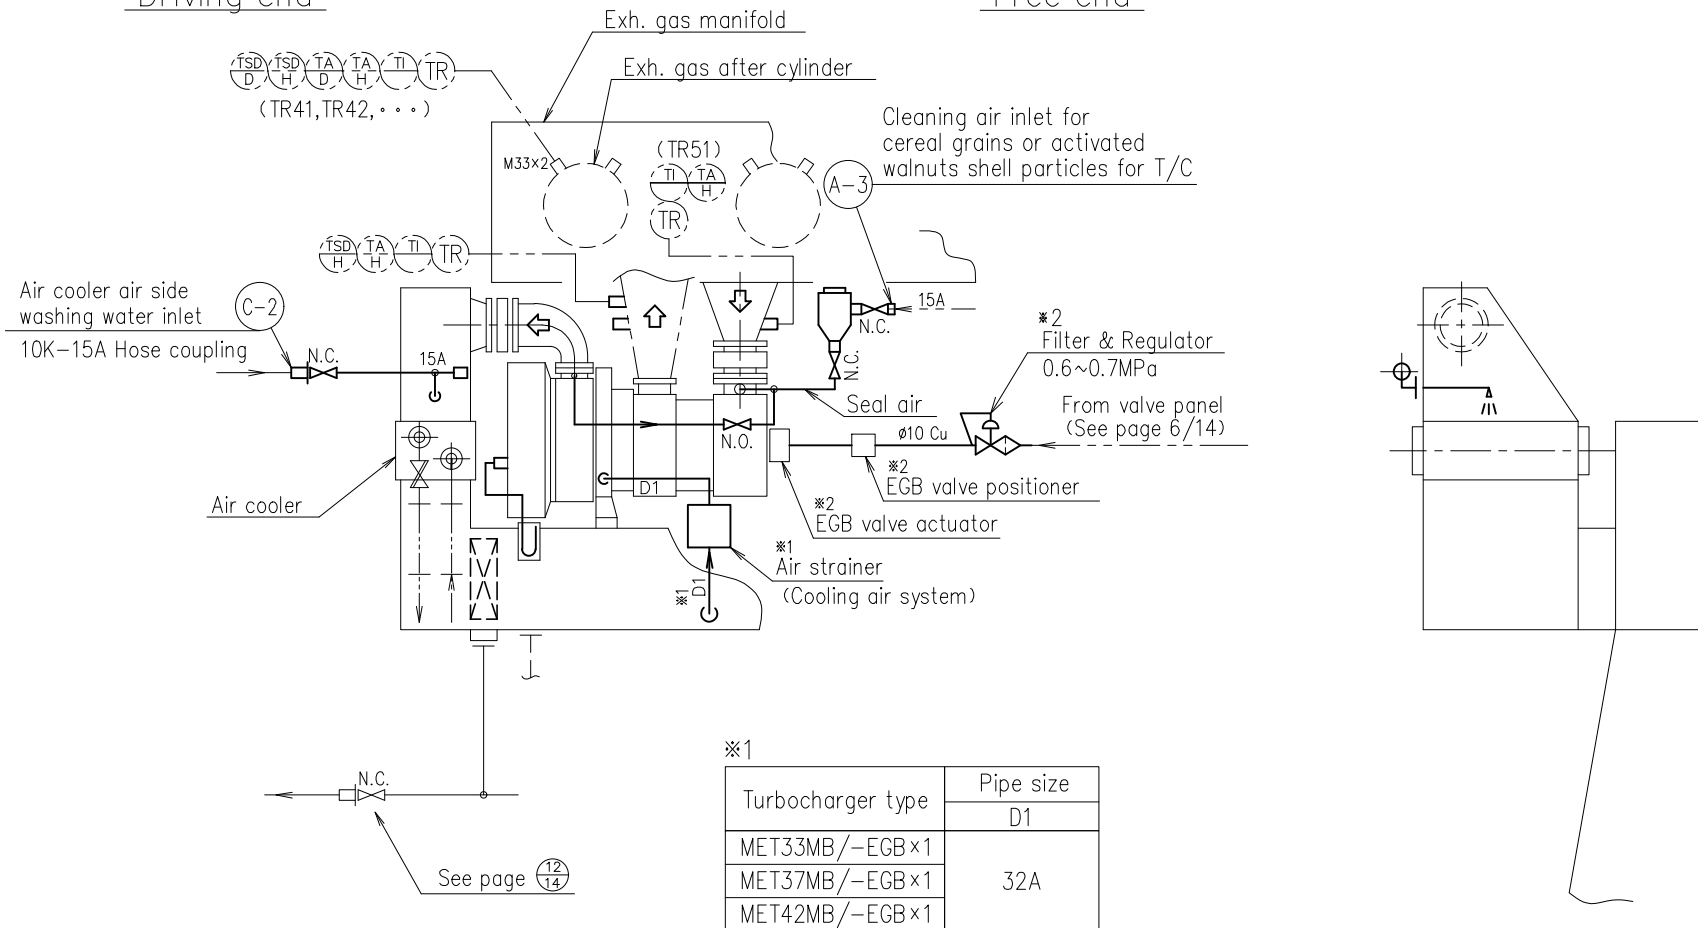 Driving end
Free end
Exh. gas manifold
TSD D TSD H TA D TA H TI TR
(TR41,TR42,・・・)
Exh. gas after cylinder
M33×2
(TR51)
TI TA H
TR
A-3
Cleaning air inlet for
cereal grains or activated
walnuts shell particles for T/C
TSD H TA H TI TR
Air cooler air side
washing water inlet
10K-15A Hose coupling
C-2
N.C.
15A
15A
N.C.
N.C.
※2
Filter & Regulator
0.6~0.7MPa
From valve panel
(See page 6/14)
Seal air
N.O.
ø10 Cu
※2
EGB valve positioner
※2
EGB valve actuator
D1
Air cooler
※1
Air strainer
(Cooling air system)
※1
D1
N.C.
See page 12 14
※1
Turbocharger type
Pipe size
D1
MET33MB/-EGB×1
MET37MB/-EGB×1
32A
MET42MB/-EGB×1